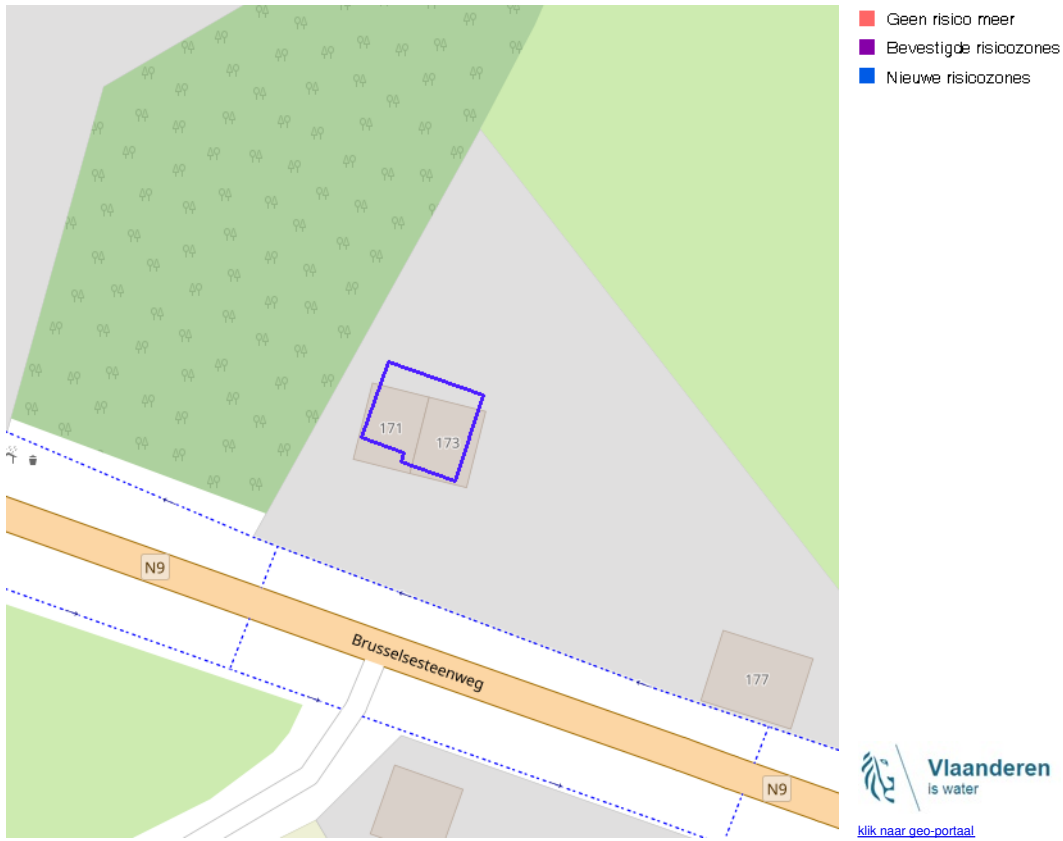 Geen risico meer
Bevestigde risicozones
Nieuwe risicozones
171
173
N9
Brusselsesteenweg
177
N9
Vlaanderen
is water
klik naar geo-portaal